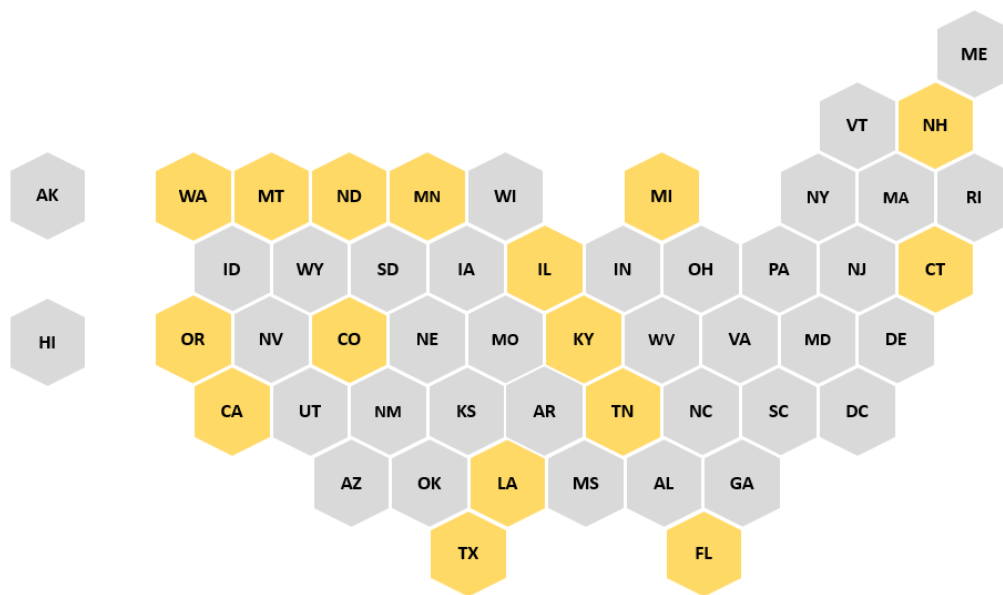 ME
VT NH
AK WA MT ND MN WI MI NY MA RI
ID WY SD IA IL IN OH PA NJ CT
HI OR NV CO NE MO KY WV VA MD DE
CA UT NM KS AR TN NC SC DC
AZ OK LA MS AL GA
TX FL